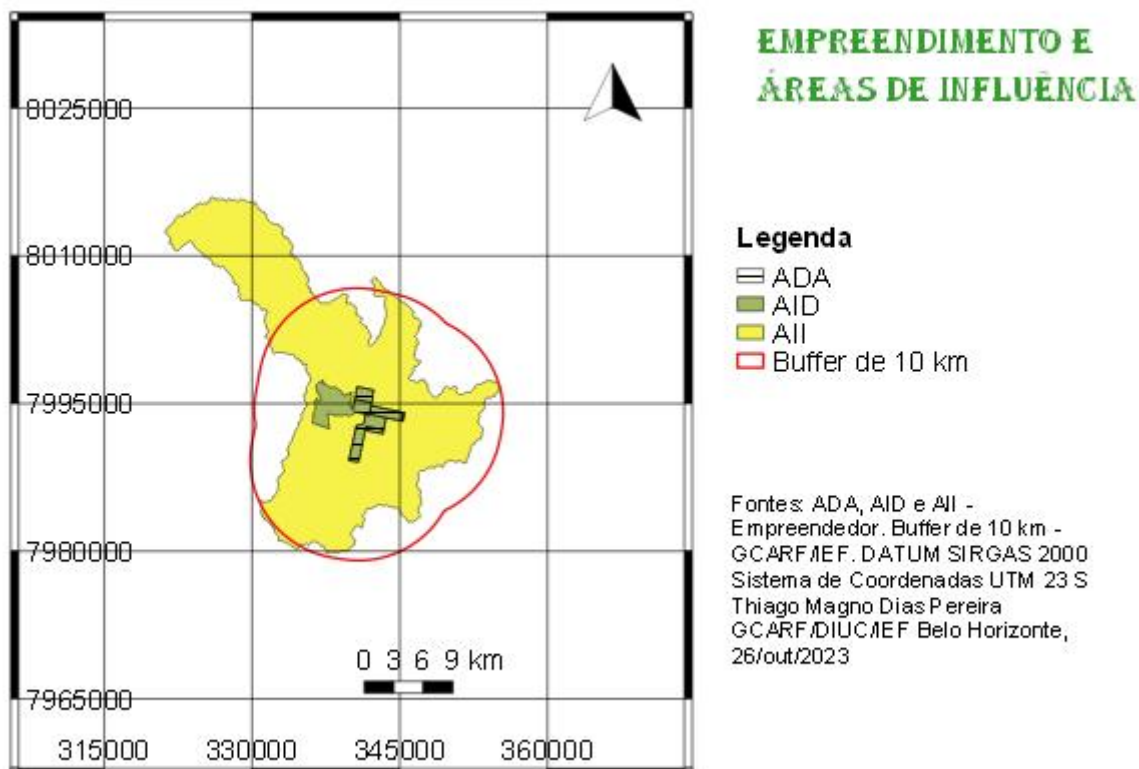 EMPREENDIMENTO E
ÁREAS DE INFLUÊNCIA
8025000
8010000
7995000
7980000
7965000
315000 330000 345000 360000
0 3 6 9 km
Legenda
ADA
AID
AII
Buffer de 10 km
Fontes: ADA, AID e AII -
Empreendedor. Buffer de 10 km -
GCARF/IEF. DATUM SIRGAS 2000
Sistema de Coordenadas UTM 23 S
Thiago Magno Dias Pereira
GCARF/DIUC/IEF Belo Horizonte,
26/out/2023